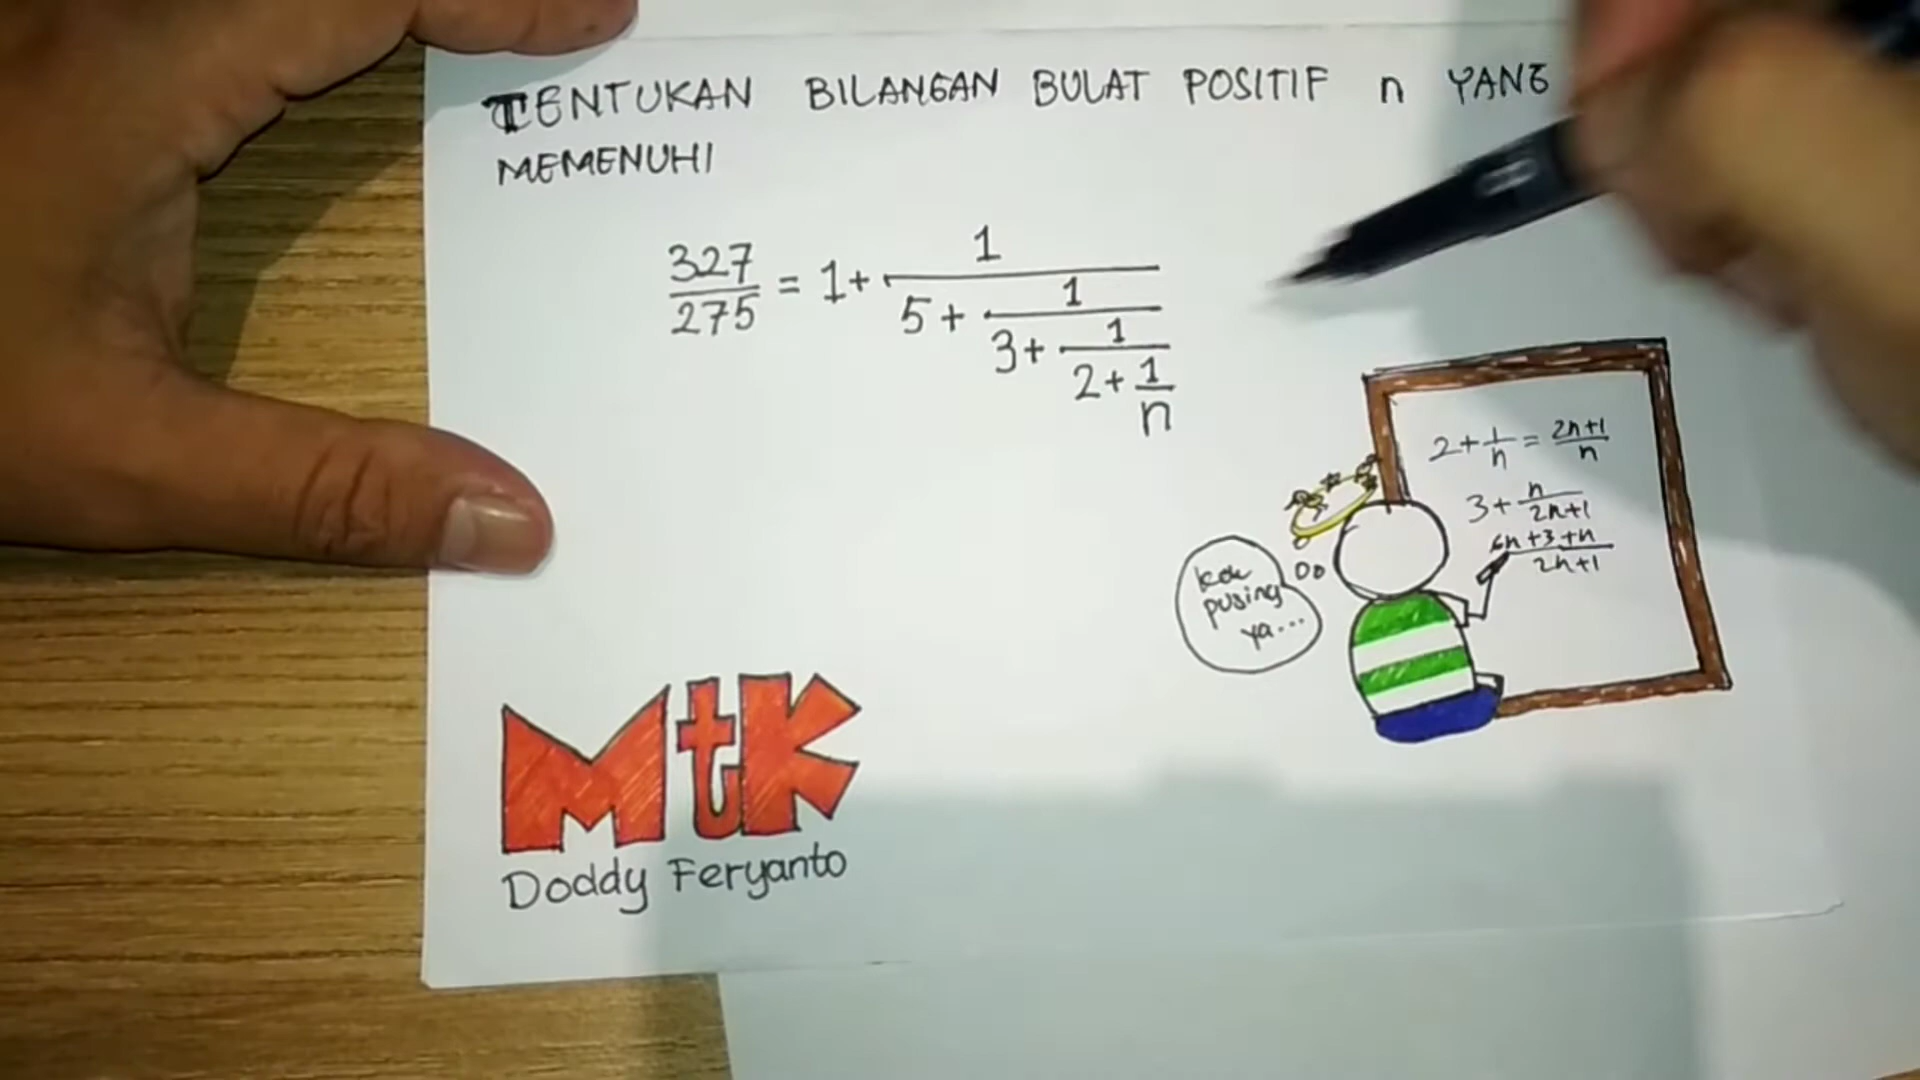 TENTUKAN BILANGAN BULAT POSITIF n YANG
MEMENUHI
327/275 = 1 + 1/(5 + 1/(3 + 1/(2 + 1/n)))
2 + 1/n = 2n+1/n
3 + n/2n+1
6n+3+n/2n+1
kok
pusing
ya...
MtK
Doddy Feryanto